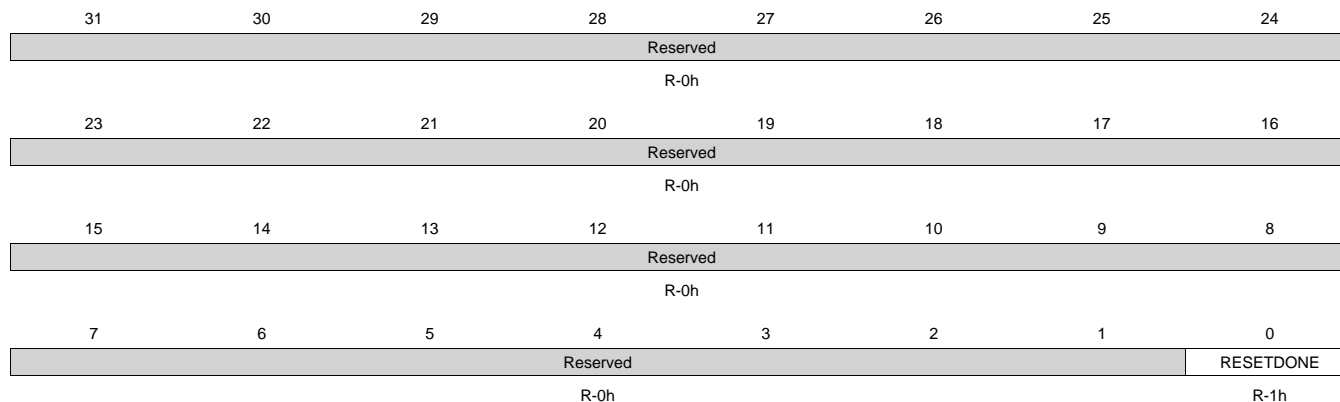 31 30 29 28 27 26 25 24
Reserved
R-0h
23 22 21 20 19 18 17 16
Reserved
R-0h
15 14 13 12 11 10 9 8
Reserved
R-0h
7 6 5 4 3 2 1 0
Reserved RESETDONE
R-0h R-1h